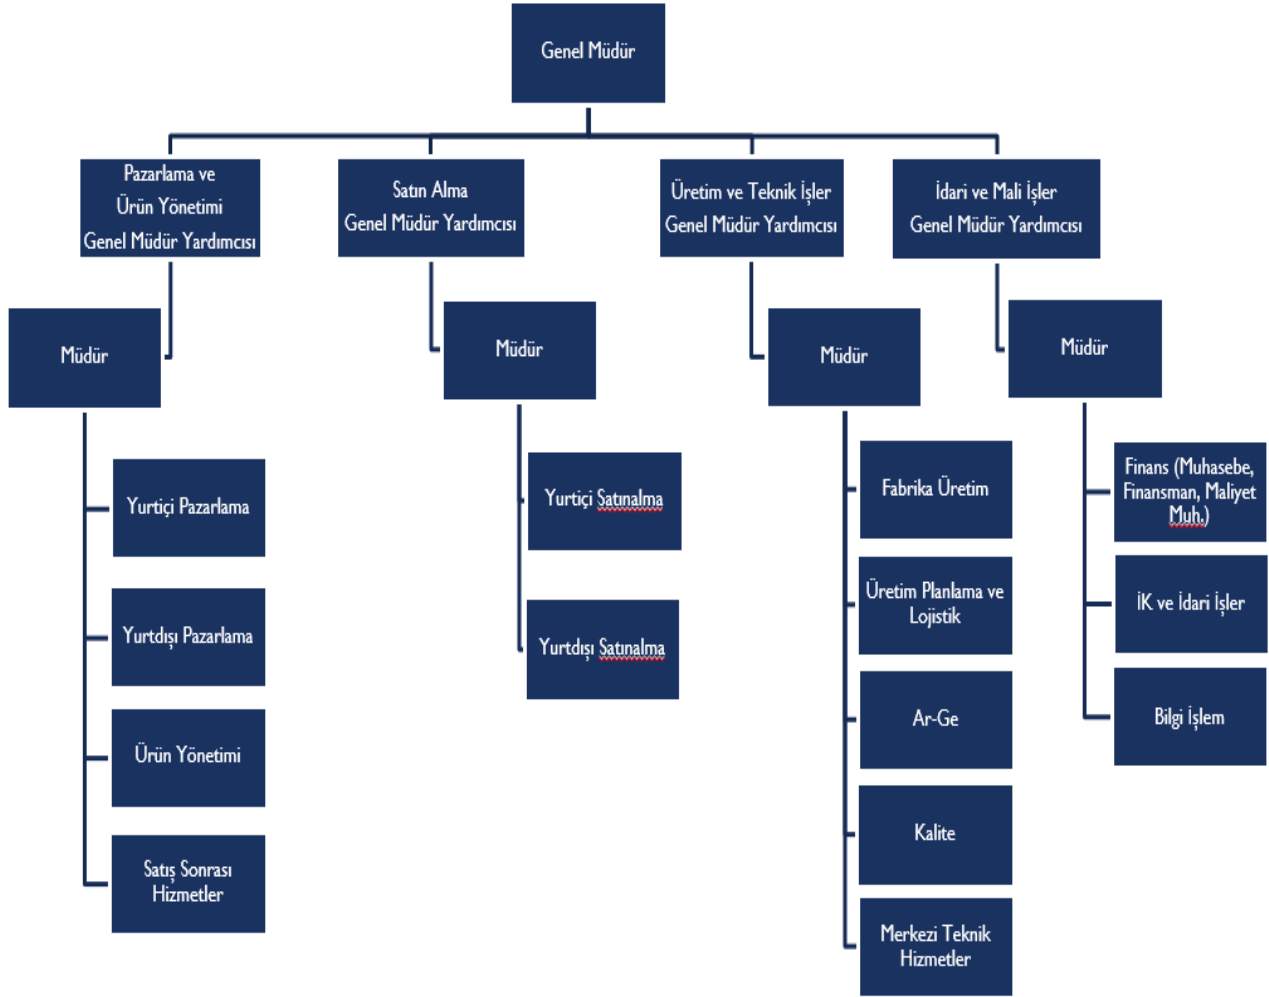 Genel Müdür
Pazarlama ve
Ürün Yönetimi
Genel Müdür Yardımcısı
Satın Alma
Genel Müdür Yardımcısı
Üretim ve Teknik İşler
Genel Müdür Yardımcısı
İdari ve Mali İşler
Genel Müdür Yardımcısı
Müdür
Yurtiçi Pazarlama
Yurtdışı Pazarlama
Ürün Yönetimi
Satış Sonrası
Hizmetler
Müdür
Yurtiçi Satınalma
Yurtdışı Satınalma
Müdür
Fabrika Üretim
Üretim Planlama ve
Lojistik
Ar-Ge
Kalite
Merkezi Teknik
Hizmetler
Müdür
Finans (Muhasebe,
Finansman, Maliyet
Muh.)
İK ve İdari İşler
Bilgi İşlem